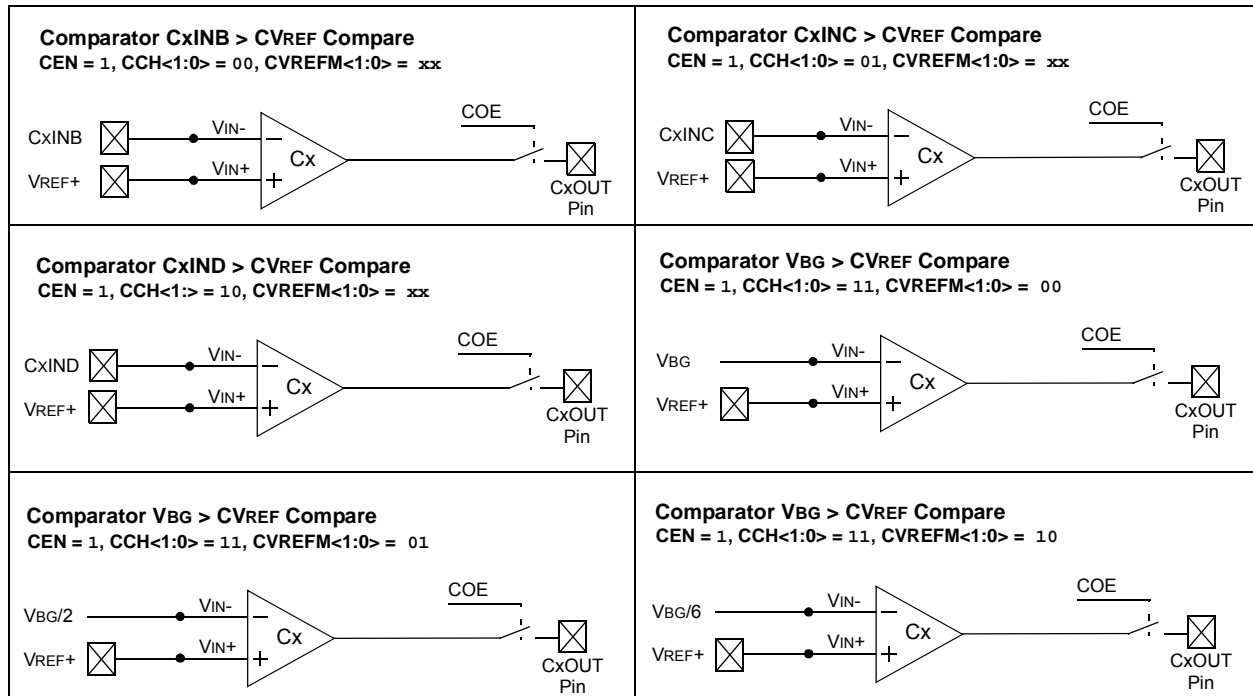 Comparator CxINB > CVREF Compare
CEN = 1, CCH<1:0> = 00, CVREFM<1:0> = xx
CxINB
VREF+
VIN-
VIN+
Cx
COE
CxOUT
Pin
Comparator CxINC > CVREF Compare
CEN = 1, CCH<1:0> = 01, CVREFM<1:0> = xx
CxINC
VREF+
VIN-
VIN+
Cx
COE
CxOUT
Pin
Comparator CxIND > CVREF Compare
CEN = 1, CCH<1:> = 10, CVREFM<1:0> = xx
CxIND
VREF+
VIN-
VIN+
Cx
COE
CxOUT
Pin
Comparator VBG > CVREF Compare
CEN = 1, CCH<1:0> = 11, CVREFM<1:0> = 00
VBG
VREF+
VIN-
VIN+
Cx
COE
CxOUT
Pin
Comparator VBG > CVREF Compare
CEN = 1, CCH<1:0> = 11, CVREFM<1:0> = 01
VBG/2
VREF+
VIN-
VIN+
Cx
COE
CxOUT
Pin
Comparator VBG > CVREF Compare
CEN = 1, CCH<1:0> = 11, CVREFM<1:0> = 10
VBG/6
VREF+
VIN-
VIN+
Cx
COE
CxOUT
Pin